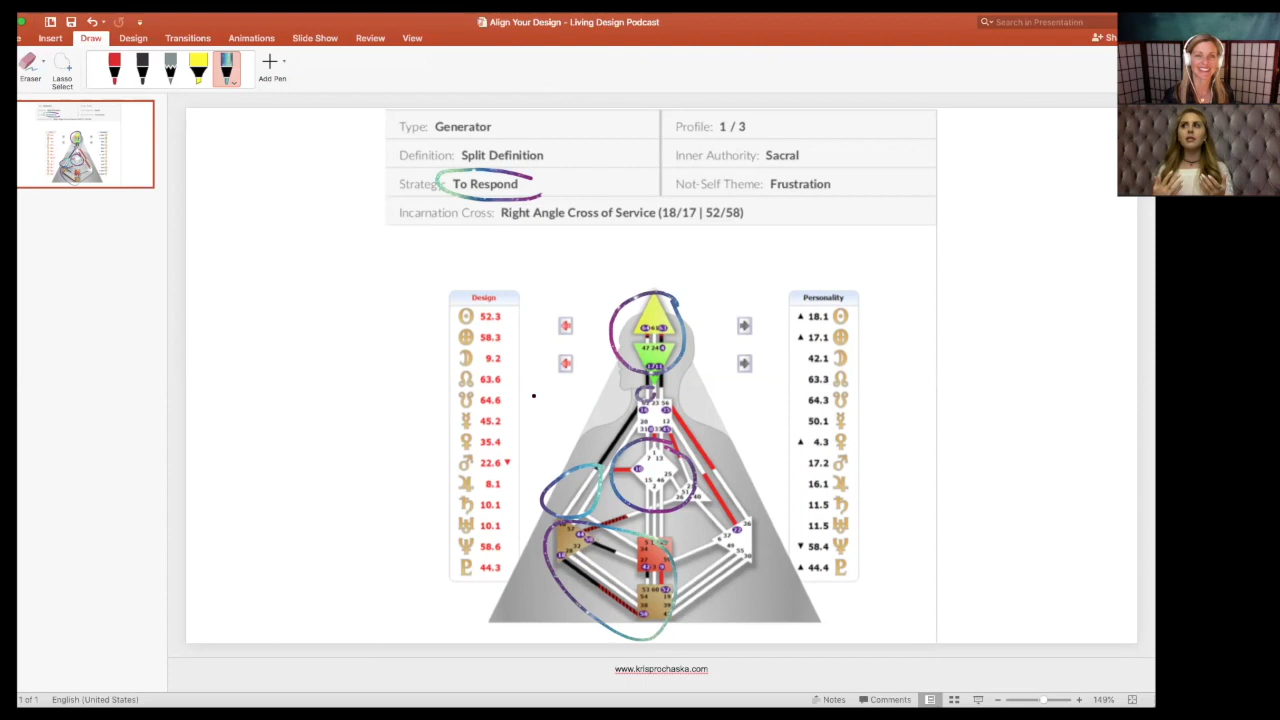 Align Your Design - Living Design Podcast
Search in Presentation
Insert Draw Design Transitions Animations Slide Show Review View
Eraser Lasso Select Add Pen
Type: Generator Profile: 1 / 3
Definition: Split Definition Inner Authority: Sacral
Strategy: To Respond Not-Self Theme: Frustration
Incarnation Cross: Right Angle Cross of Service (18/17 | 52/58)
Design Personality
52.3 ▲ 18.1
58.3 ▲ 17.1
9.2 42.1
63.6 63.3
64.6 64.3
45.2 50.1
35.4 ▲ 4.3
22.6 ▼ 17.2
8.1 16.1
10.1 11.5
10.1 11.5
58.6 ▼ 58.4
44.3 ▲ 44.4
www.krisprochaska.com
1 of 1 English (United States) Notes Comments 149%